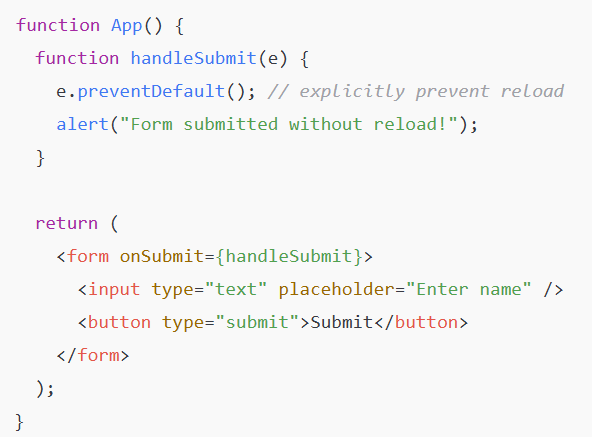 function App() {
  function handleSubmit(e) {
    e.preventDefault(); // explicitly prevent reload
    alert("Form submitted without reload!");
  }

  return (
    <form onSubmit={handleSubmit}>
      <input type="text" placeholder="Enter name" />
      <button type="submit">Submit</button>
    </form>
  );
}